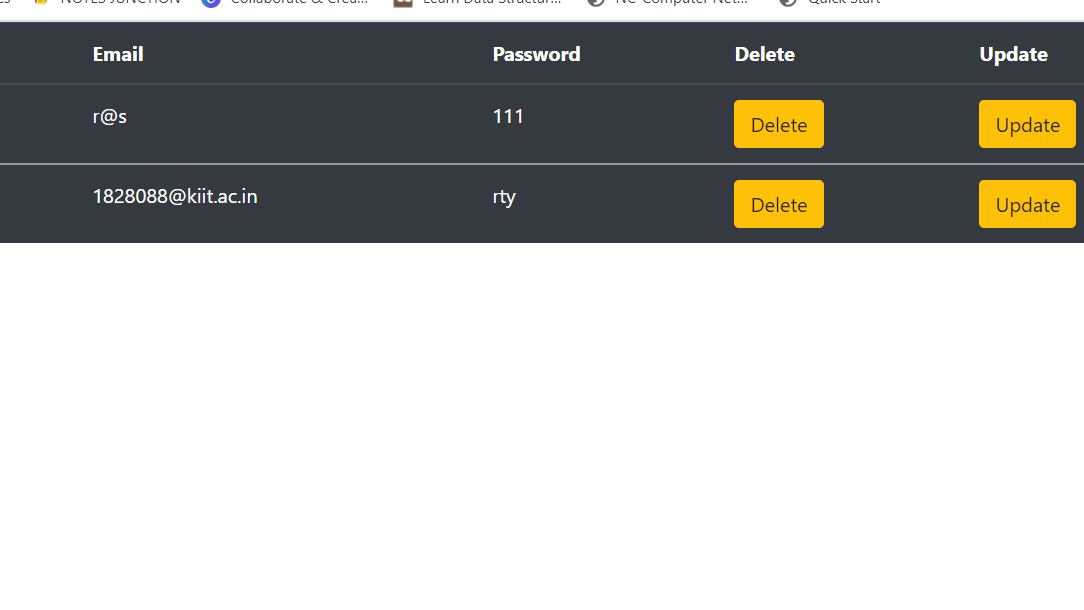 NOTES JUNCTION Collaborate & Crea... Learn Data Structur... NC Computer Net... Quick Start
Email Password Delete Update
r@s 111 Delete Update
1828088@kiit.ac.in rty Delete Update